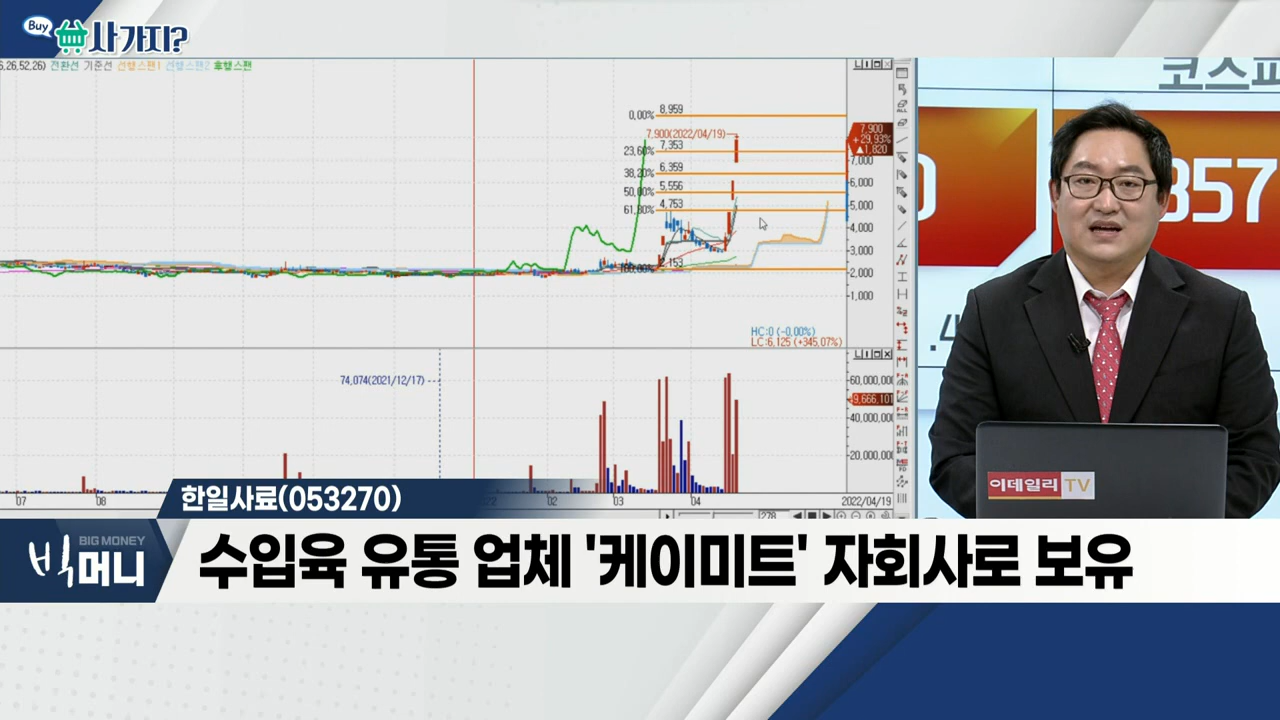 Buy
사가지?
코스피
6,26,52,26) 전환선 기준선 선행스팬1 선행스팬2 후행스팬
0,00% 8,959
7,900(2022/04/19)
23,60% 7,353
38,20% 6,359
50,00% 5,556
61,80% 4,753
100,00% 2,153
7,900
+29,93%
▲1,820
7,000
6,000
5,000
4,000
3,000
2,000
1,000
HC:0 (-0,00%)
LC:6,125 (+345,07%)
74,074(2021/12/17)
60,000,000
9,666,101
40,000,000
20,000,000
07
08
02
03
04
2022/04/19
278
857
이데일리 TV
한일사료(053270)
BIG MONEY
빅머니
수입육 유통 업체 '케이미트' 자회사로 보유